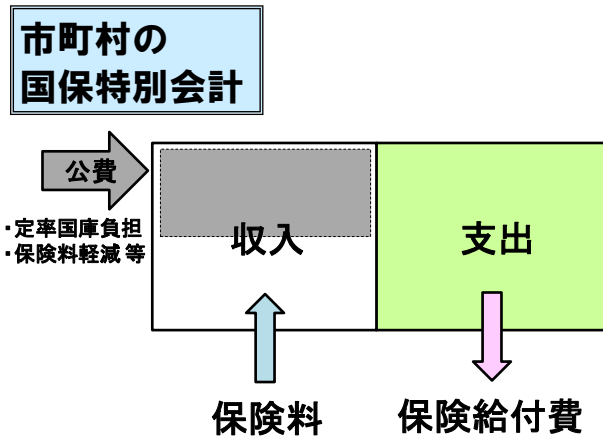 市町村の
国保特別会計
公費
・定率国庫負担
・保険料軽減 等
収入
支出
保険料
保険給付費